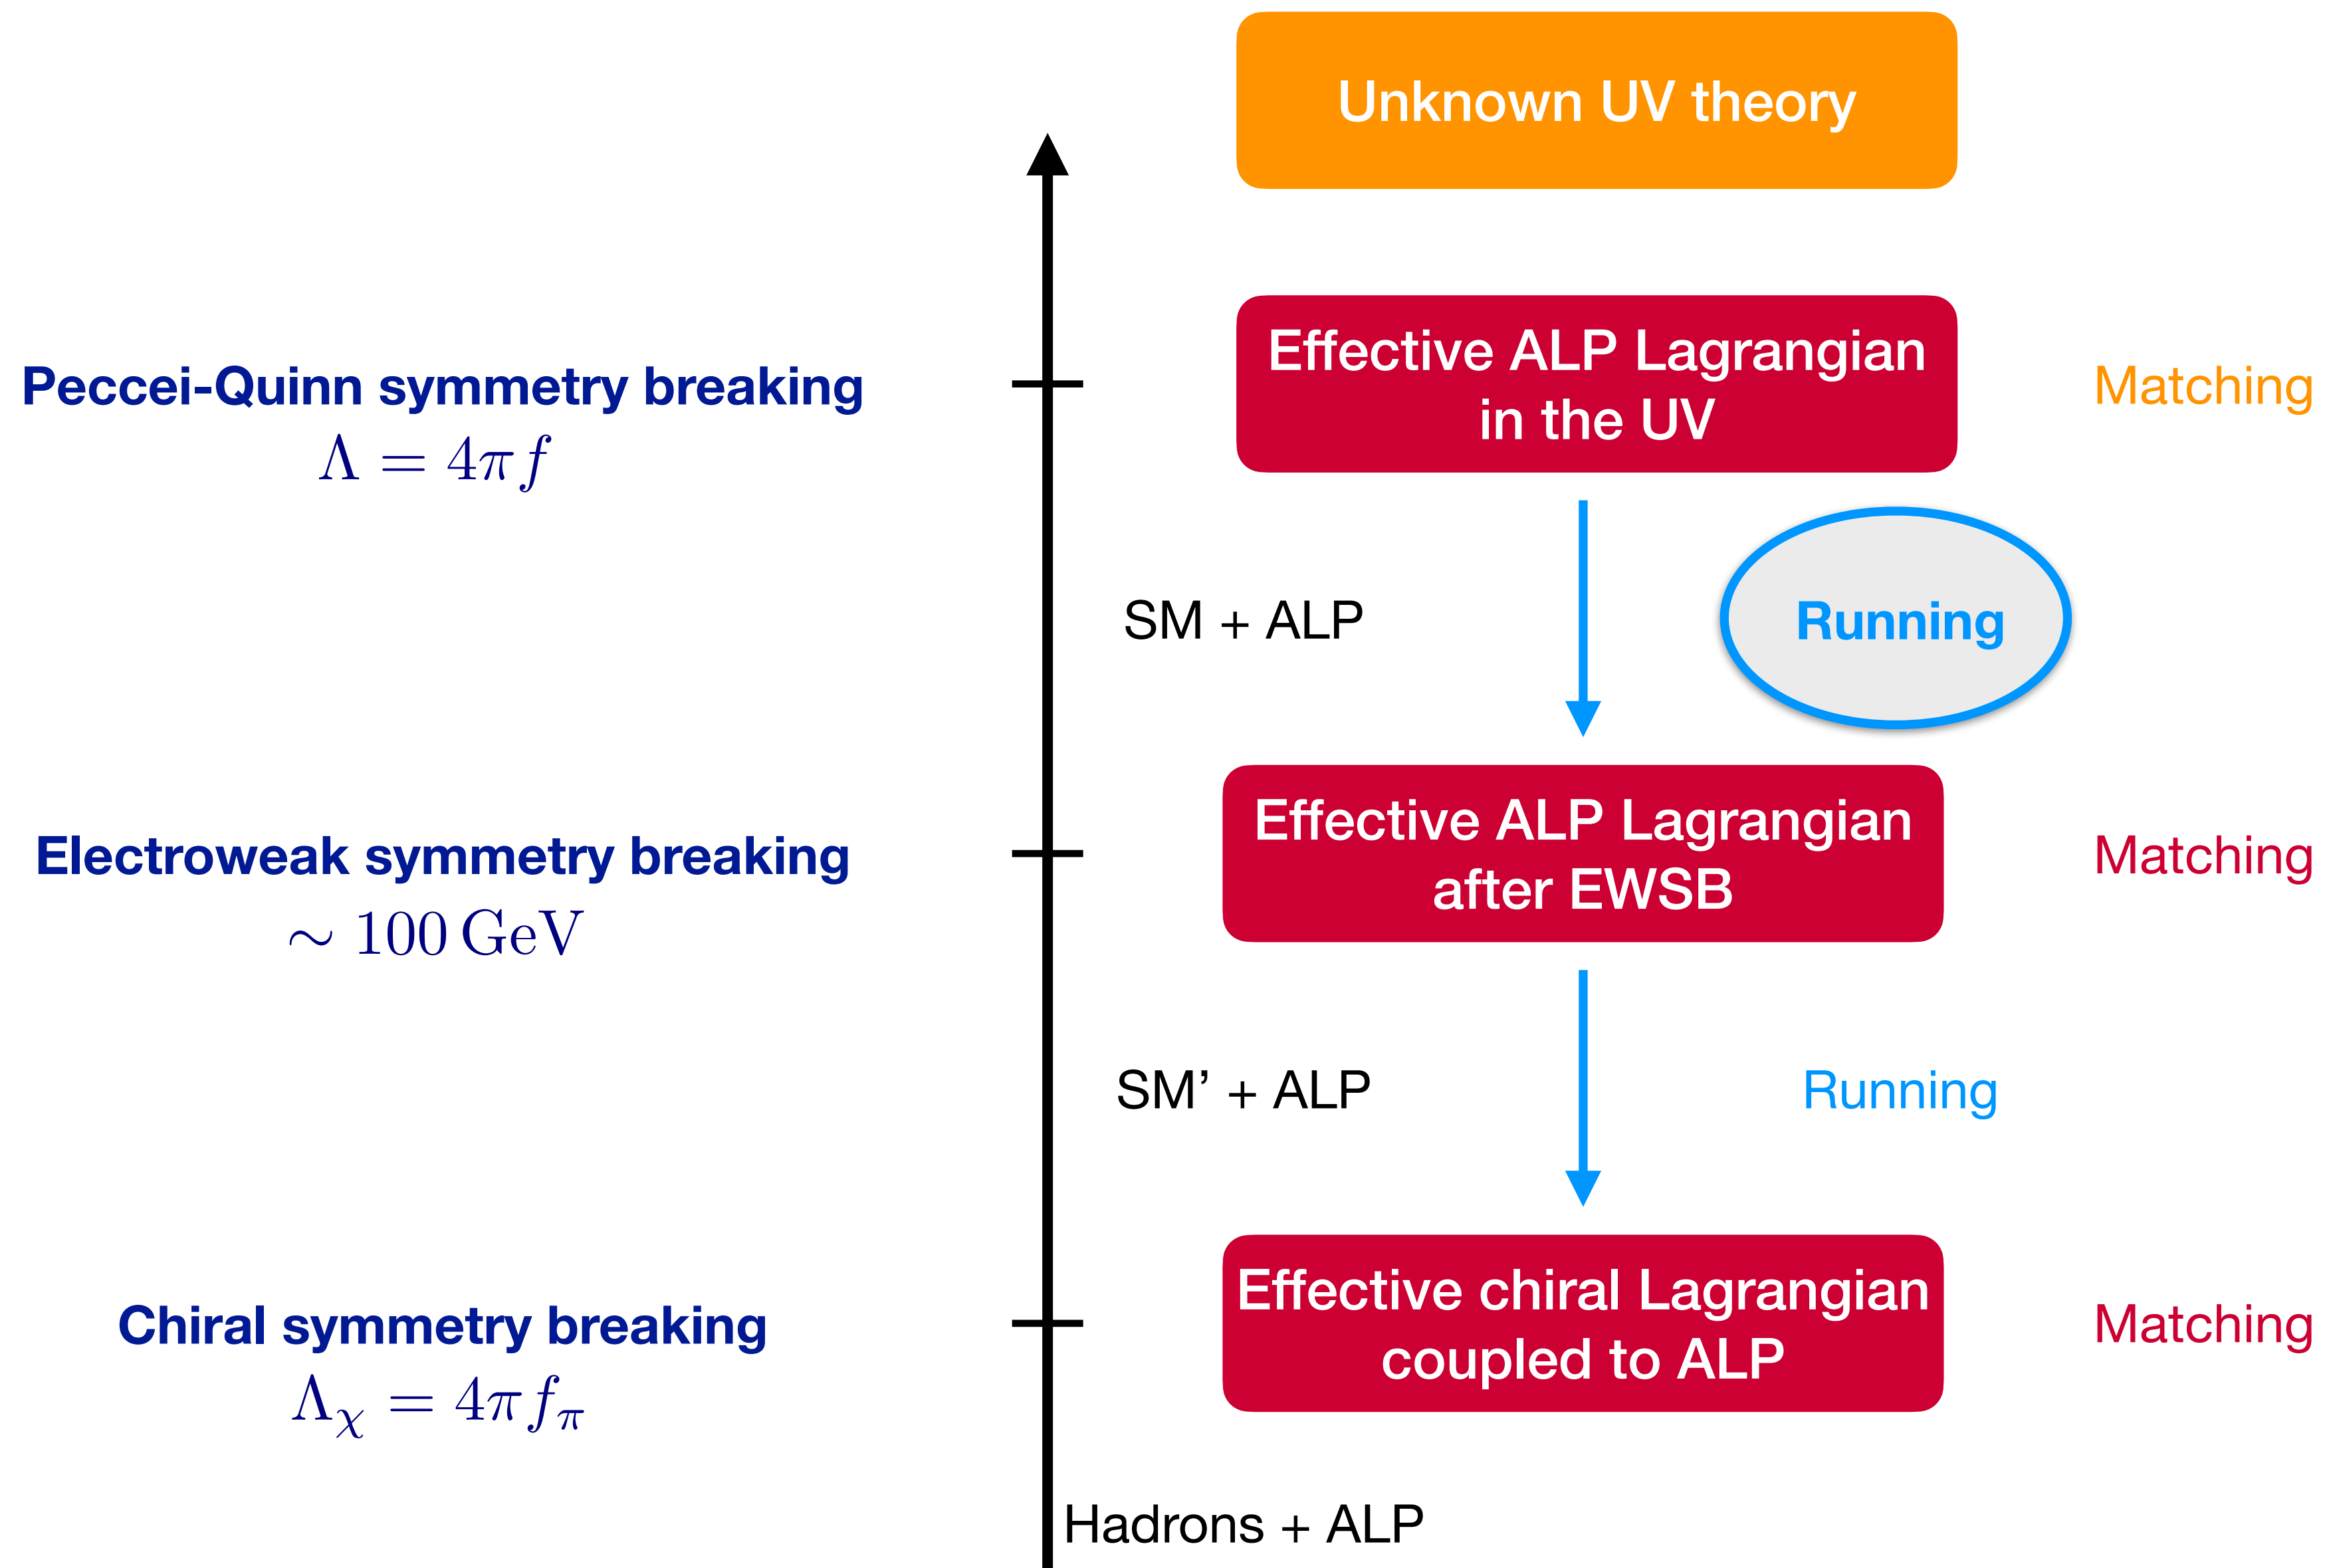 Unknown UV theory
Peccei-Quinn symmetry breaking
Λ = 4πf
Effective ALP Lagrangian
in the UV
Matching
SM + ALP
Running
Electroweak symmetry breaking
∼ 100 GeV
Effective ALP Lagrangian
after EWSB
Matching
SM’ + ALP
Running
Chiral symmetry breaking
Λχ = 4πfπ
Effective chiral Lagrangian
coupled to ALP
Matching
Hadrons + ALP